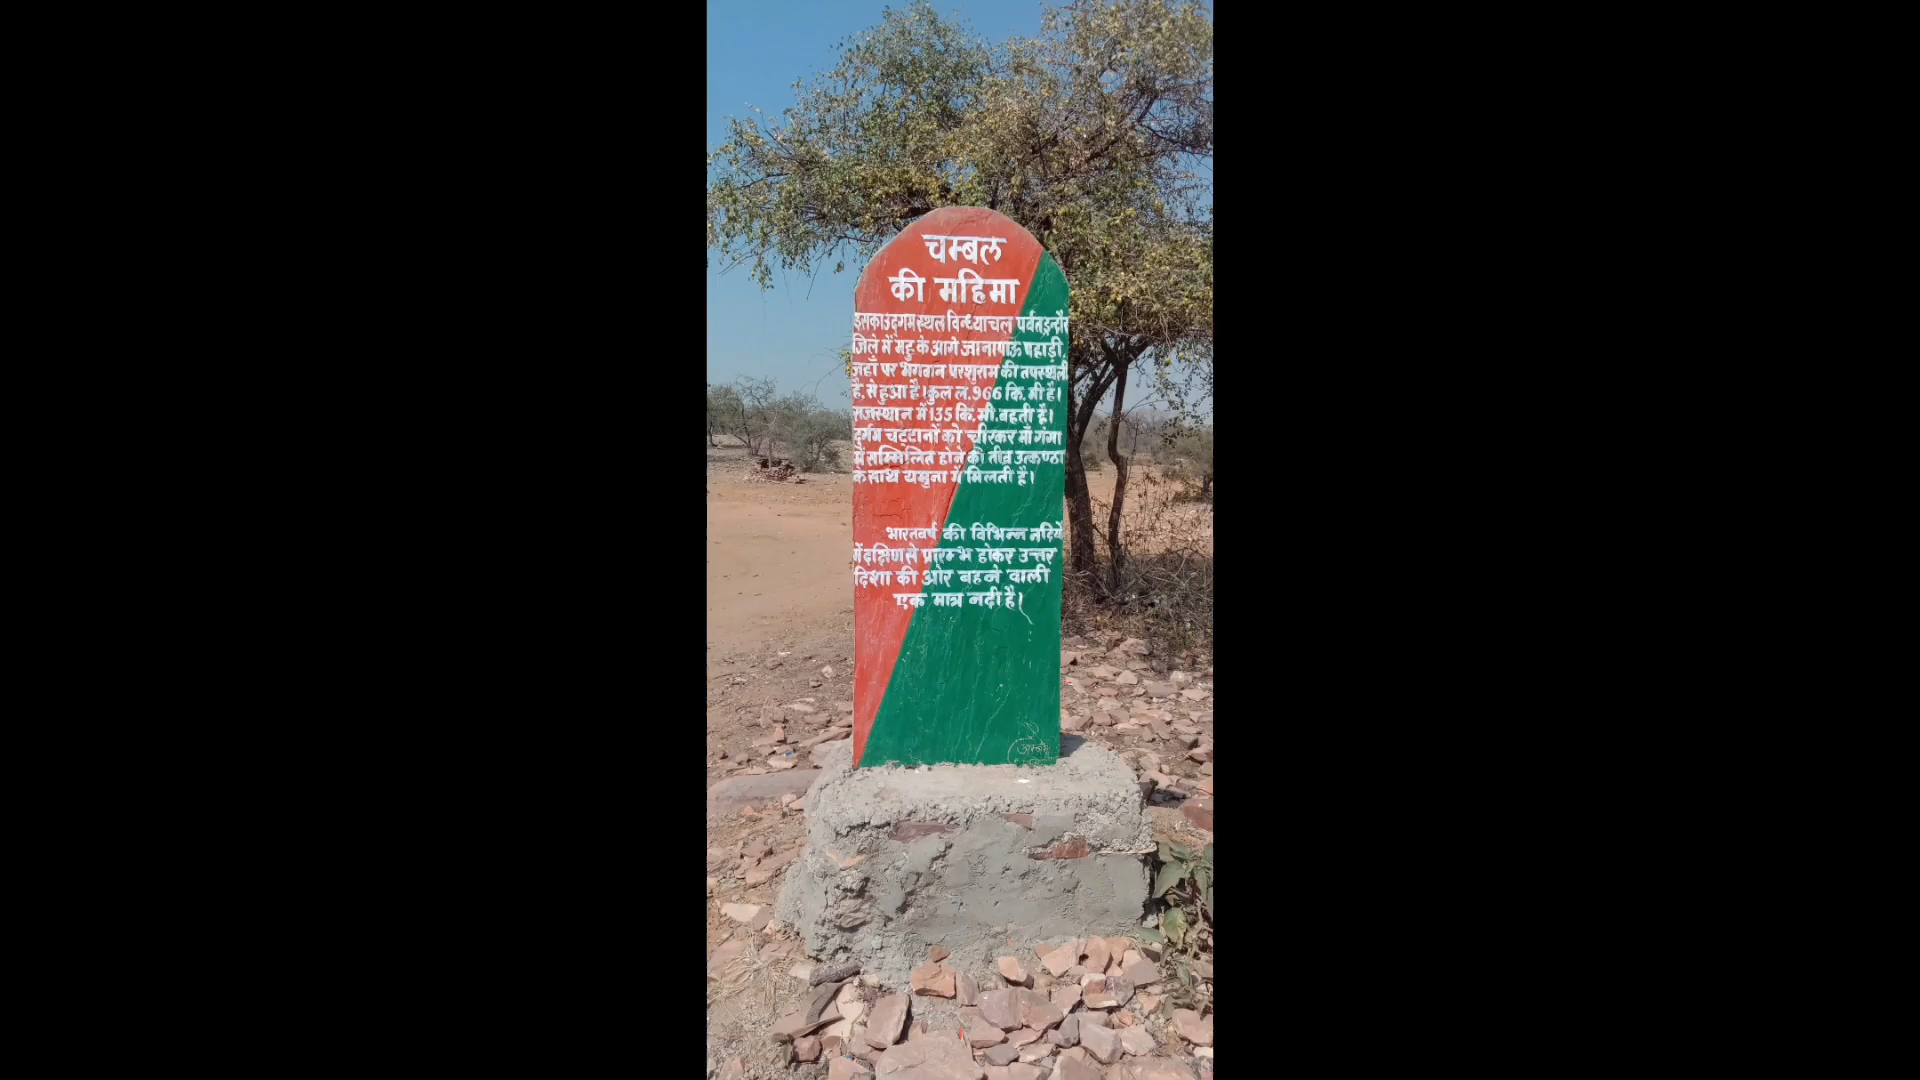 चम्बल
की महिमा
इसका उद्गम स्थल विन्ध्याचल पर्वत इन्दौर
ज़िले में महु के आगे जानापाऊ पहाड़ी,
जहाँ पर भगवान परशुराम की तपस्थली
है. से हुआ है। कुल ल. 966 कि. मी है।
राजस्थान में 135 कि. मी. बहती है।
दुर्गम चट्टानों को चीरकर माँ गंगा
में सम्मिलित होने की तीव्र उत्कण्ठा
के साथ यमुना में मिलती है।
भारतवर्ष की विभिन्न नदियों
में दक्षिण से प्रारम्भ होकर उत्तर
दिशा की ओर बहने वाली
एक मात्र नदी है।